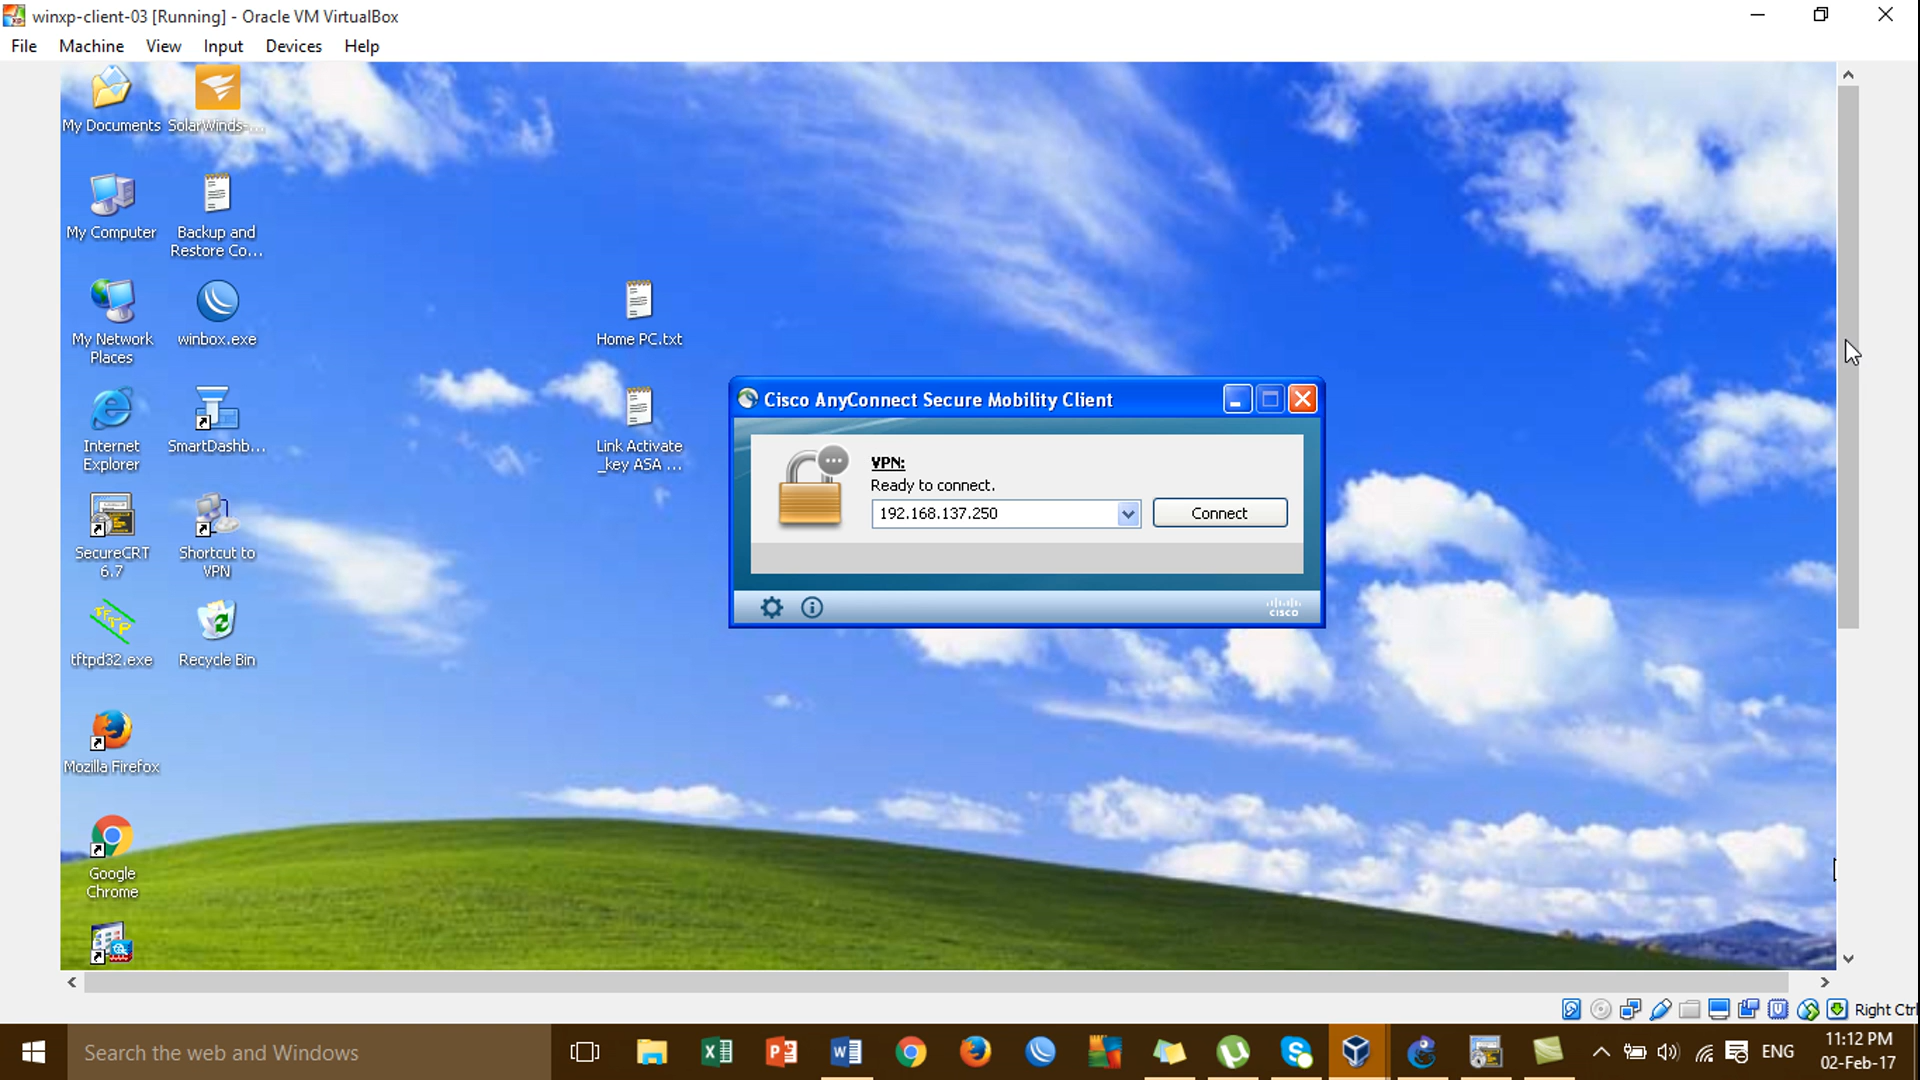 winxp-client-03 [Running] - Oracle VM VirtualBox
File Machine View Input Devices Help
My Documents
SolarWinds-...
My Computer
Backup and
Restore Co...
My Network
Places
winbox.exe
Home PC.txt
Internet
Explorer
SmartDashb...
Link Activate
_key ASA ...
Cisco AnyConnect Secure Mobility Client
VPN:
Ready to connect.
192.168.137.250
Connect
CISCO
SecureCRT
6.7
Shortcut to
VPN
TFTP
tftpd32.exe
Recycle Bin
Mozilla Firefox
Google
Chrome
Right Ctrl
Search the web and Windows
ENG
11:12 PM
02-Feb-17